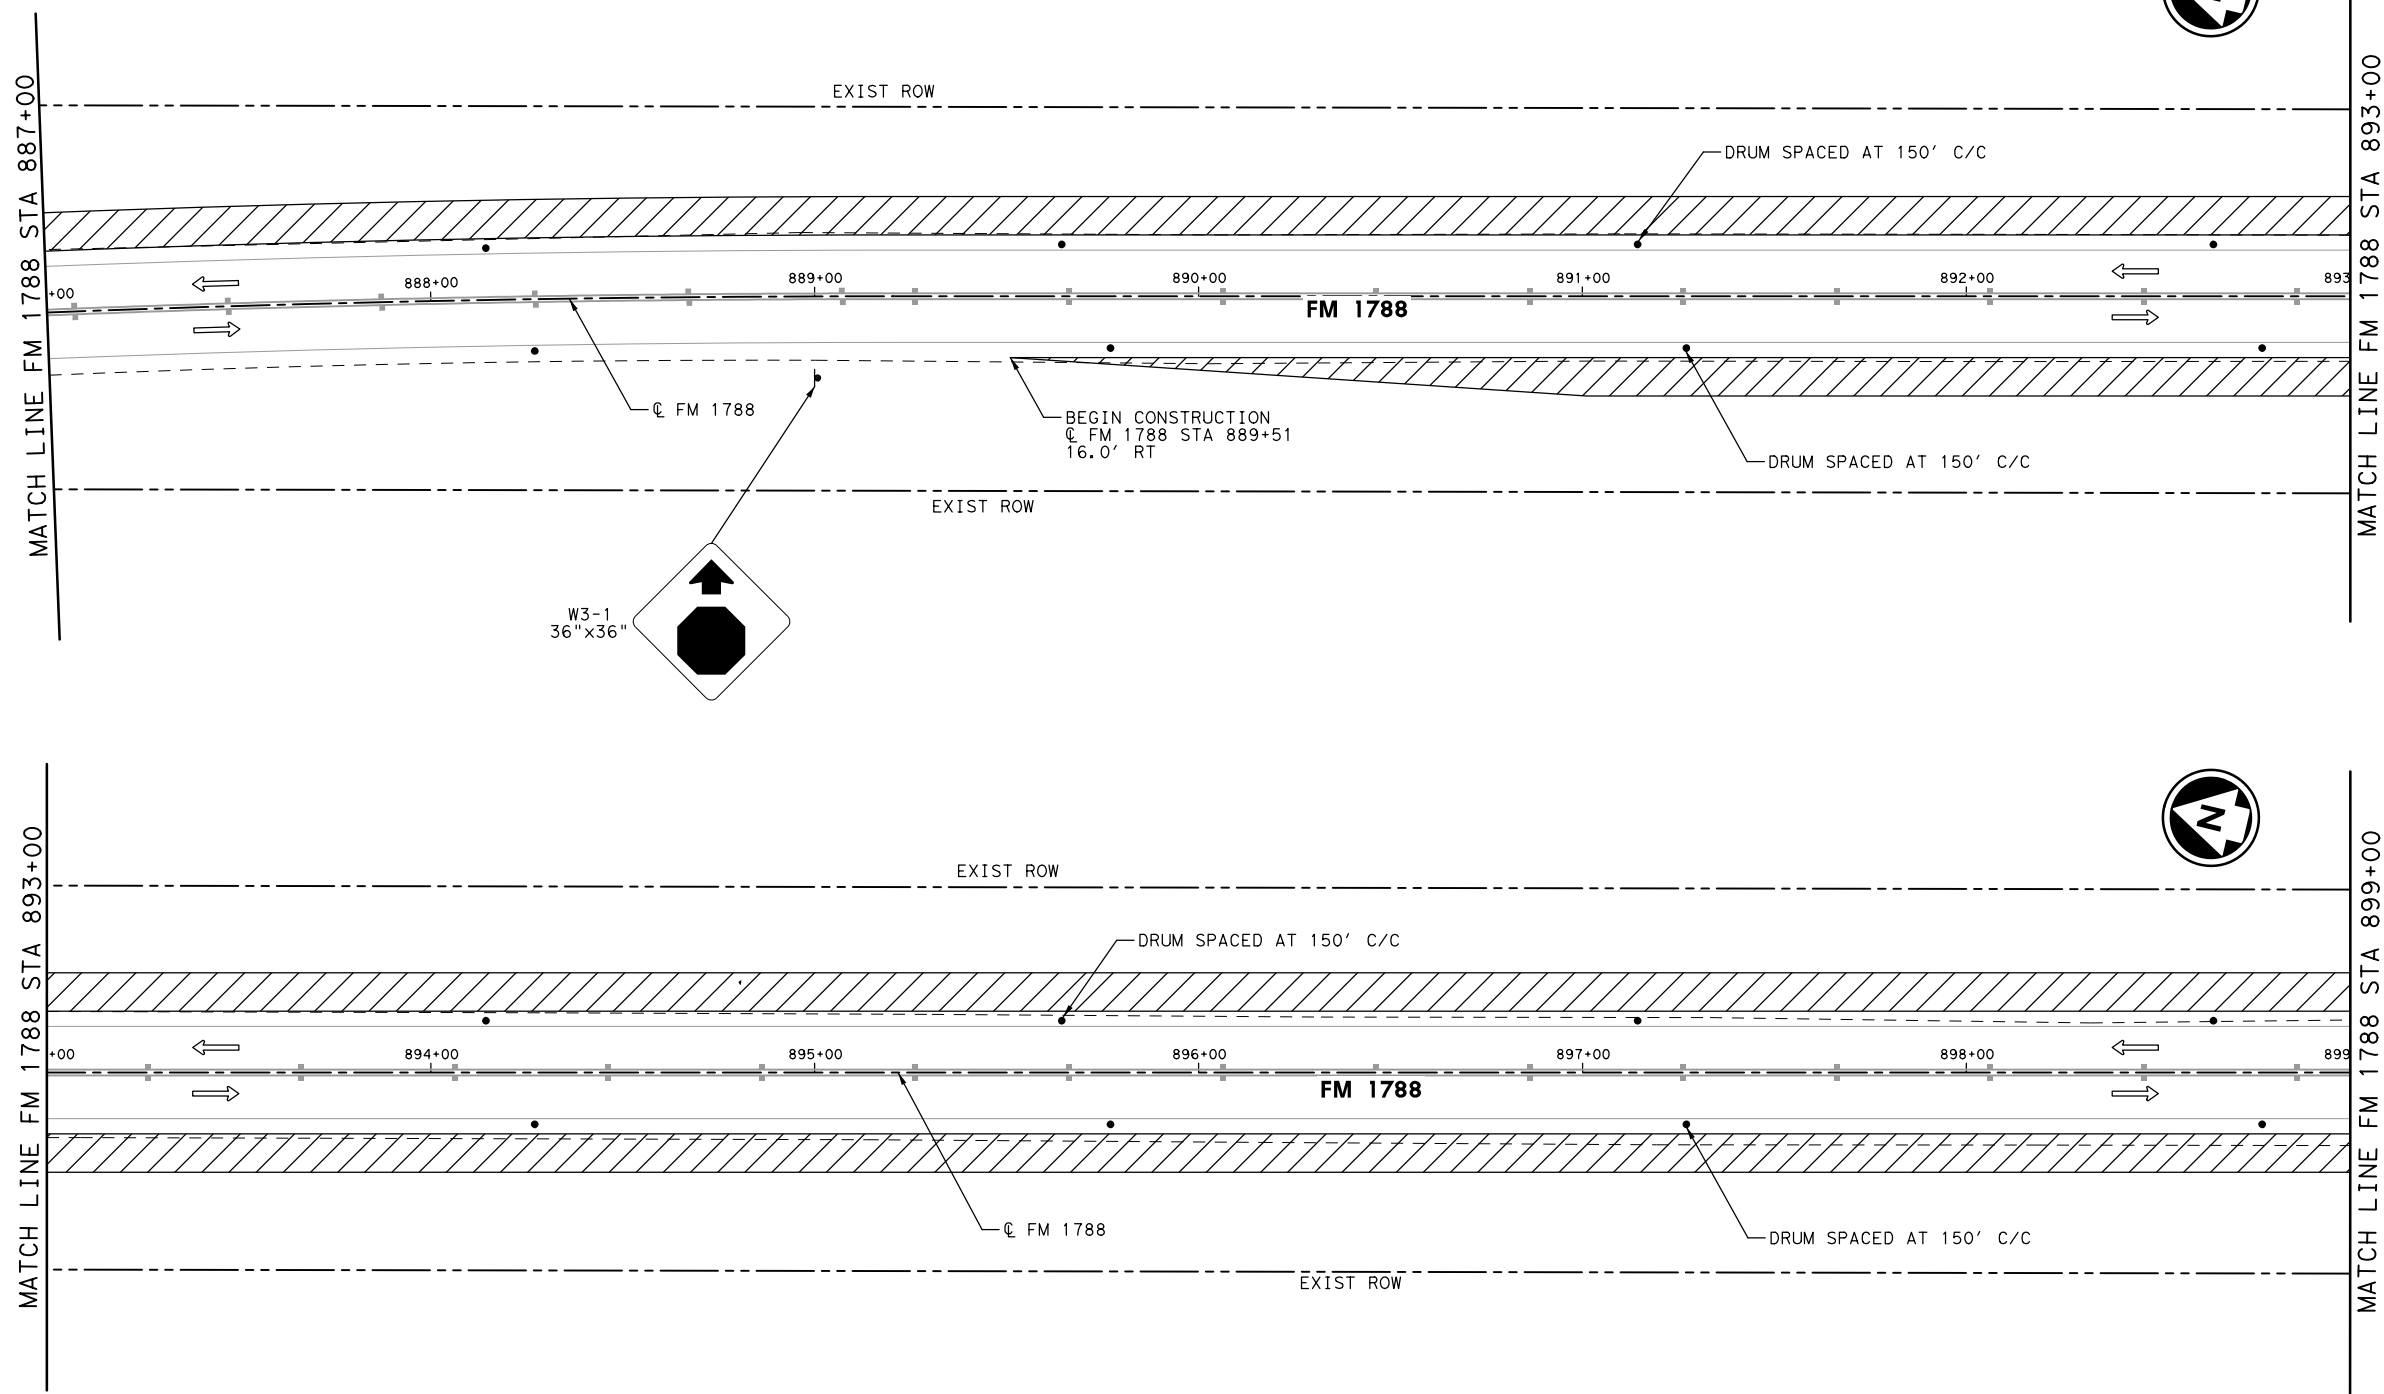 MATCH LINE FM 1788 STA 887+00
EXIST ROW
DRUM SPACED AT 150' C/C
+00
888+00
889+00
890+00
891+00
892+00
893
FM 1788
℄ FM 1788
BEGIN CONSTRUCTION
℄ FM 1788 STA 889+51
16.0' RT
DRUM SPACED AT 150' C/C
EXIST ROW
W3-1
36"x36"
MATCH LINE FM 1788 STA 893+00
MATCH LINE FM 1788 STA 893+00
N
EXIST ROW
DRUM SPACED AT 150' C/C
+00
894+00
895+00
896+00
897+00
898+00
899
FM 1788
℄ FM 1788
DRUM SPACED AT 150' C/C
EXIST ROW
MATCH LINE FM 1788 STA 899+00